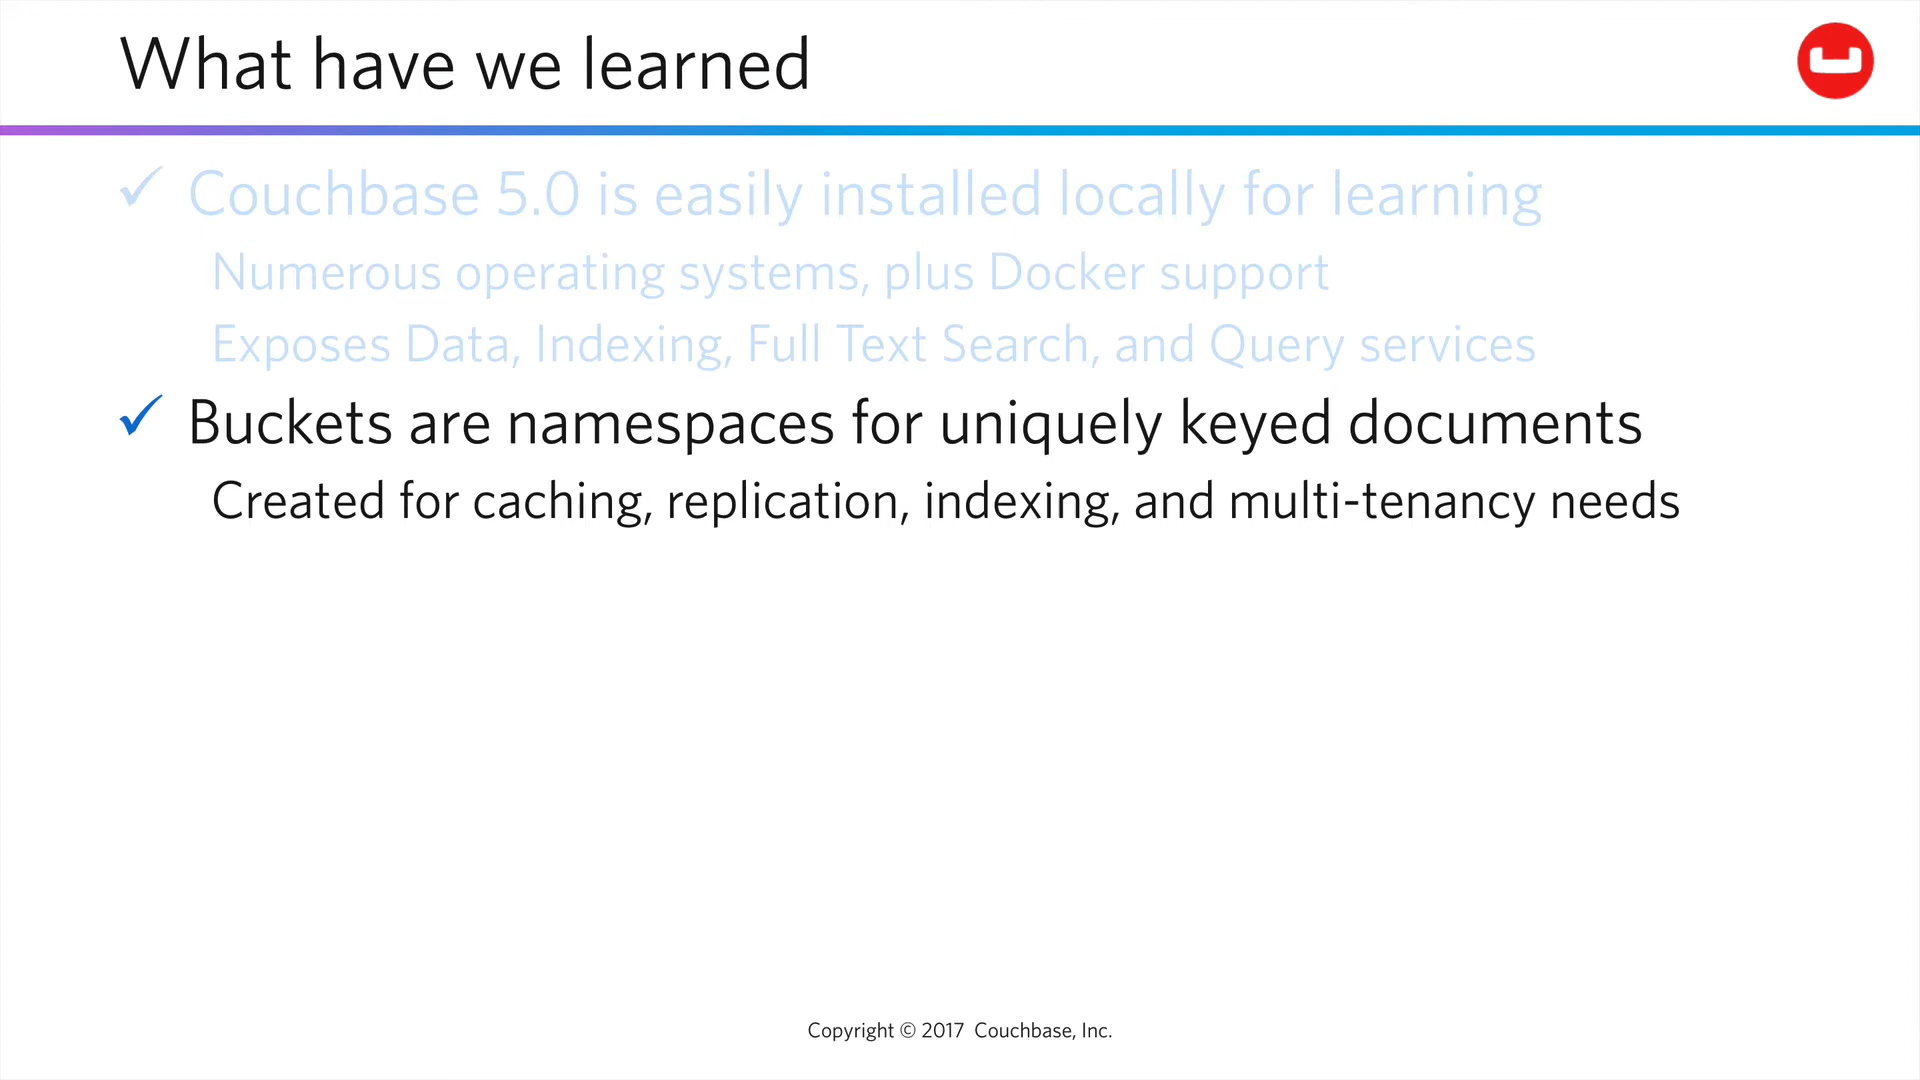 What have we learned
✓ Couchbase 5.0 is easily installed locally for learning
Numerous operating systems, plus Docker support
Exposes Data, Indexing, Full Text Search, and Query services
✓ Buckets are namespaces for uniquely keyed documents
Created for caching, replication, indexing, and multi-tenancy needs
Copyright © 2017 Couchbase, Inc.